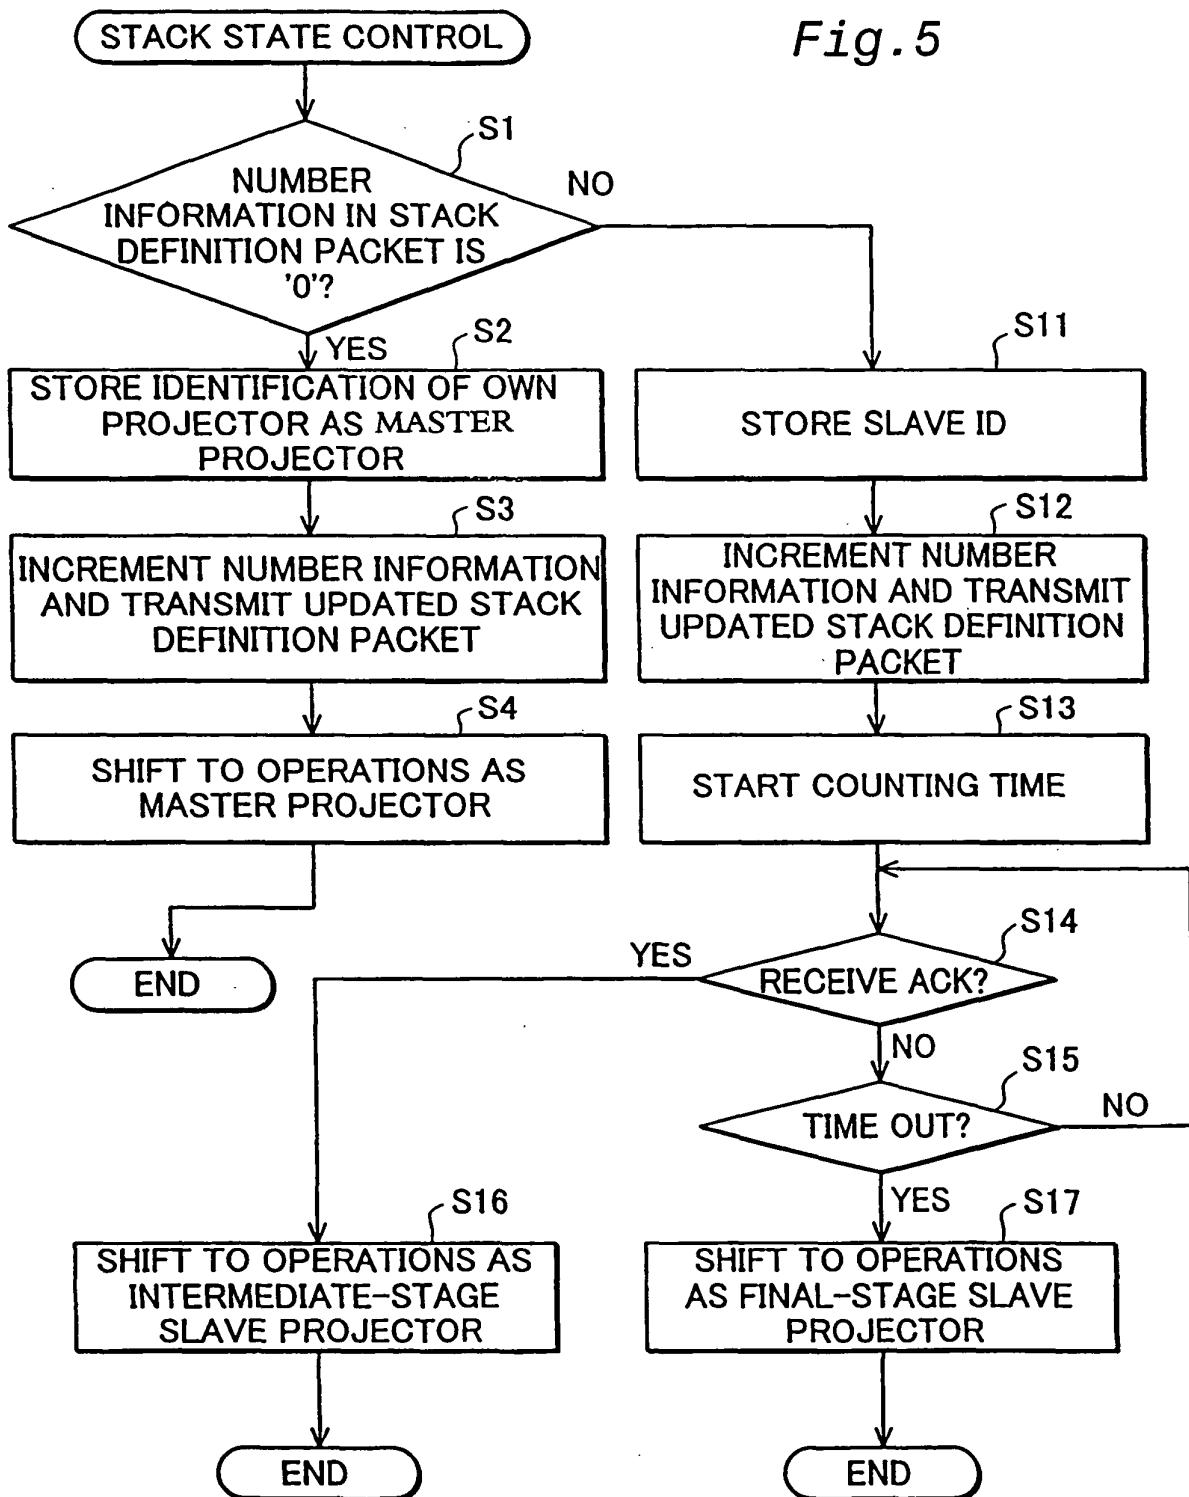 Fig.5
STACK STATE CONTROL
S1
NUMBER
INFORMATION IN STACK
DEFINITION PACKET IS
'0'?
NO
YES
S2
STORE IDENTIFICATION OF OWN
PROJECTOR AS MASTER
PROJECTOR
S3
INCREMENT NUMBER INFORMATION
AND TRANSMIT UPDATED STACK
DEFINITION PACKET
S4
SHIFT TO OPERATIONS AS
MASTER PROJECTOR
END
S11
STORE SLAVE ID
S12
INCREMENT NUMBER
INFORMATION AND TRANSMIT
UPDATED STACK DEFINITION
PACKET
S13
START COUNTING TIME
S14
YES
RECEIVE ACK?
NO
S15
TIME OUT?
NO
YES
S16
SHIFT TO OPERATIONS AS
INTERMEDIATE-STAGE
SLAVE PROJECTOR
END
S17
SHIFT TO OPERATIONS
AS FINAL-STAGE SLAVE
PROJECTOR
END